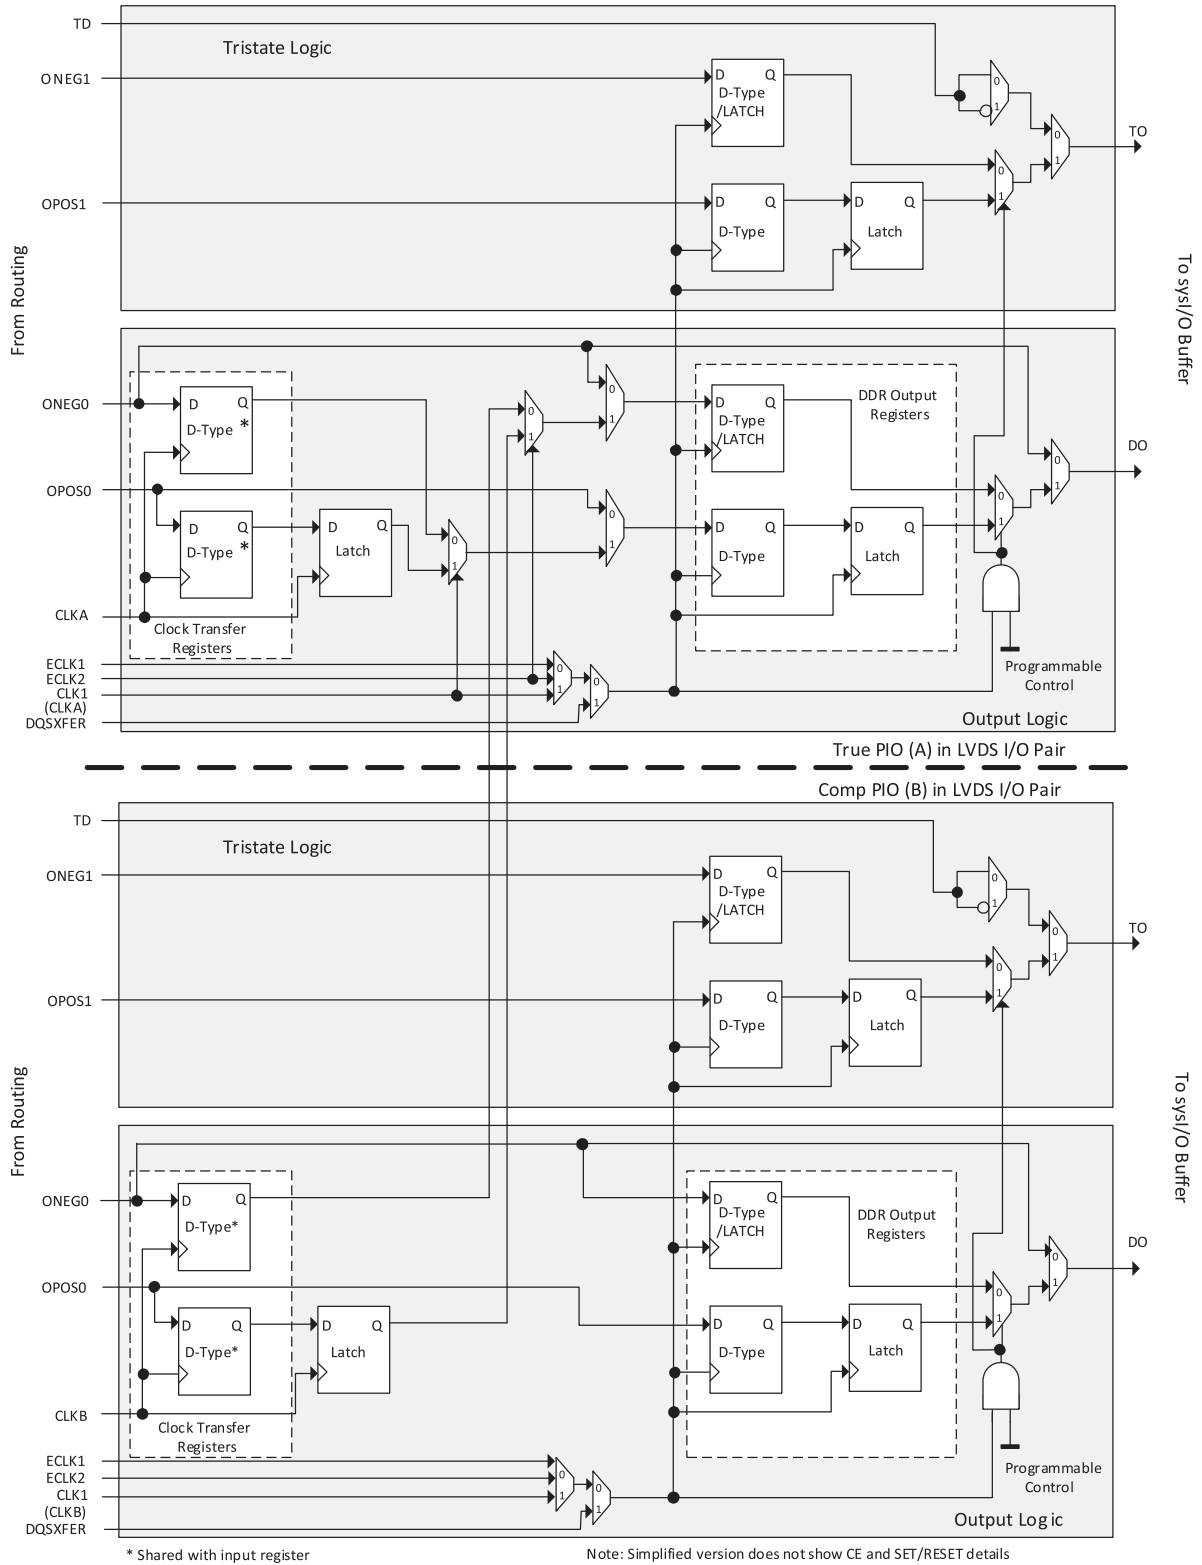 TD
Tristate Logic
ONEG1
D Q
D-Type
/LATCH
0
1
0
1
TO
OPOS1
D Q
D-Type
D Q
Latch
0
1
From Routing
To sysI/O Buffer
ONEG0
D Q
D-Type *
0
1
0
1
D Q
D-Type
/LATCH
DDR Output
Registers
0
1
DO
OPOS0
D Q
D-Type *
D Q
Latch
0
1
0
1
D Q
D-Type
D Q
Latch
0
1
CLKA
Clock Transfer
Registers
ECLK1
ECLK2
CLK1
(CLKA)
DQSXFER
0
1
0
1
Programmable
Control
Output Logic
True PIO (A) in LVDS I/O Pair
Comp PIO (B) in LVDS I/O Pair
TD
Tristate Logic
ONEG1
D Q
D-Type
/LATCH
0
1
0
1
TO
OPOS1
D Q
D-Type
D Q
Latch
0
1
From Routing
To sysI/O Buffer
ONEG0
D Q
D-Type*
D Q
D-Type
/LATCH
DDR Output
Registers
0
1
DO
OPOS0
D Q
D-Type*
D Q
Latch
D Q
D-Type
D Q
Latch
0
1
CLKB
Clock Transfer
Registers
ECLK1
ECLK2
CLK1
(CLKB)
DQSXFER
0
1
0
1
Programmable
Control
Output Logic
* Shared with input register
Note: Simplified version does not show CE and SET/RESET details